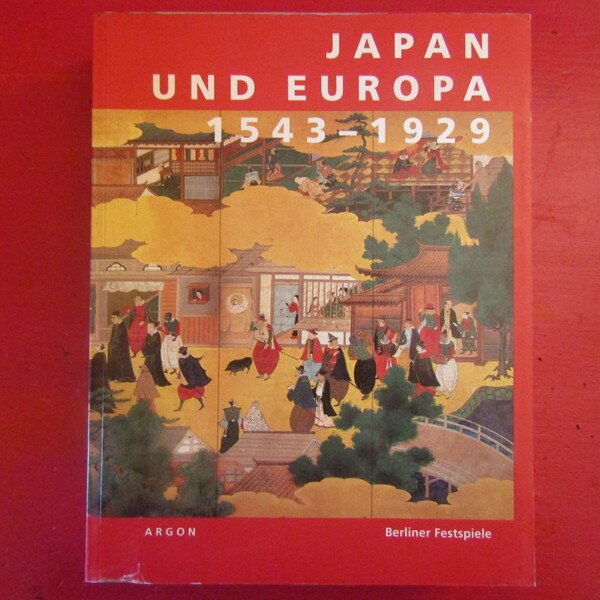 JAPAN
UND EUROPA
1543–1929
ARGON
Berliner Festspiele